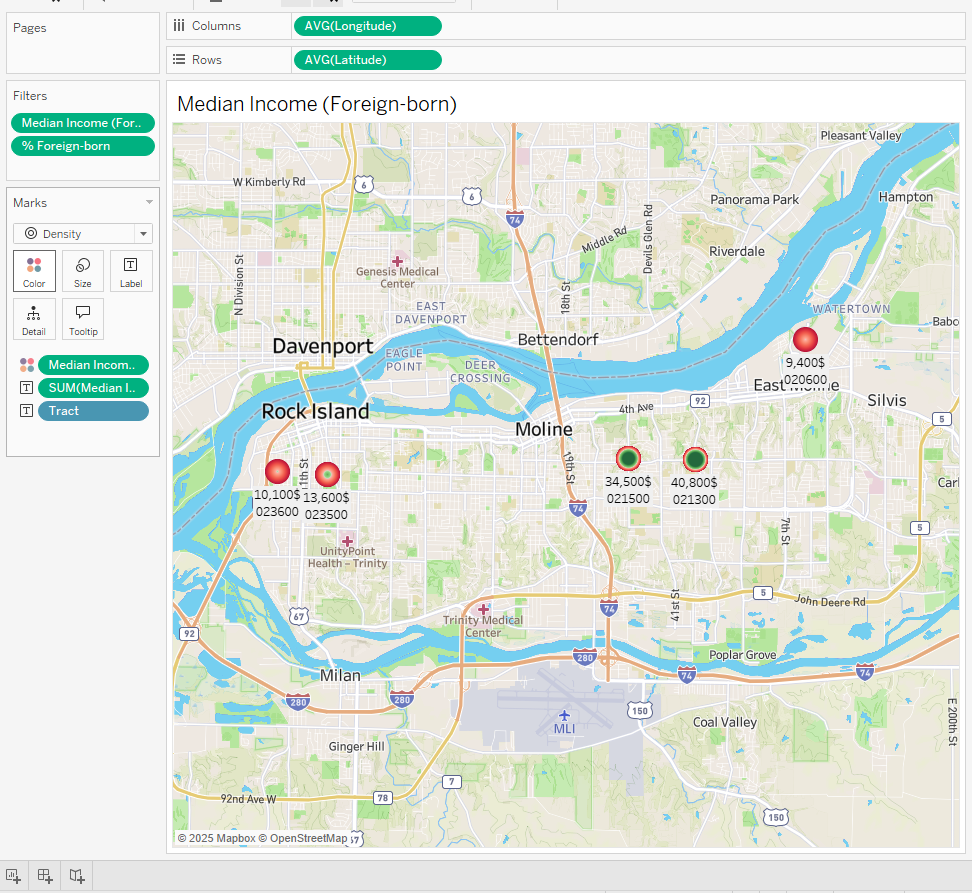 Pages
Columns
AVG(Longitude)
Rows
AVG(Latitude)
Filters
Median Income (For..
% Foreign-born
Marks
Density
Color
Size
Label
Detail
Tooltip
Median Incom..
SUM(Median I..
Tract
Median Income (Foreign-born)
Pleasant Valley
W Kimberly Rd
6
6
74
Panorama Park
Hampton
Middle Rd
Devils Glen Rd
Riverdale
N Division St
Genesis Medical
Center
18th St
EAST
DAVENPORT
WATERTOWN
Davenport
EAGLE
POINT
Bettendorf
DEER
CROSSING
9,400$
020600
East
Silvis
92
4th Ave
Rock Island
Moline
5
11th St
19th St
10,100$
023600
13,600$
023500
34,500$
021500
40,800$
021300
74
7th St
5
UnityPoint
Health – Trinity
67
92
Trinity Medical
Center
74
41st St
5
John Deere Rd
280
Poplar Grove
74
74
Milan
280
280
150
MLI
Coal Valley
E 200th St
Ginger Hill
7
92nd Ave W
78
150
© 2025 Mapbox © OpenStreetMap